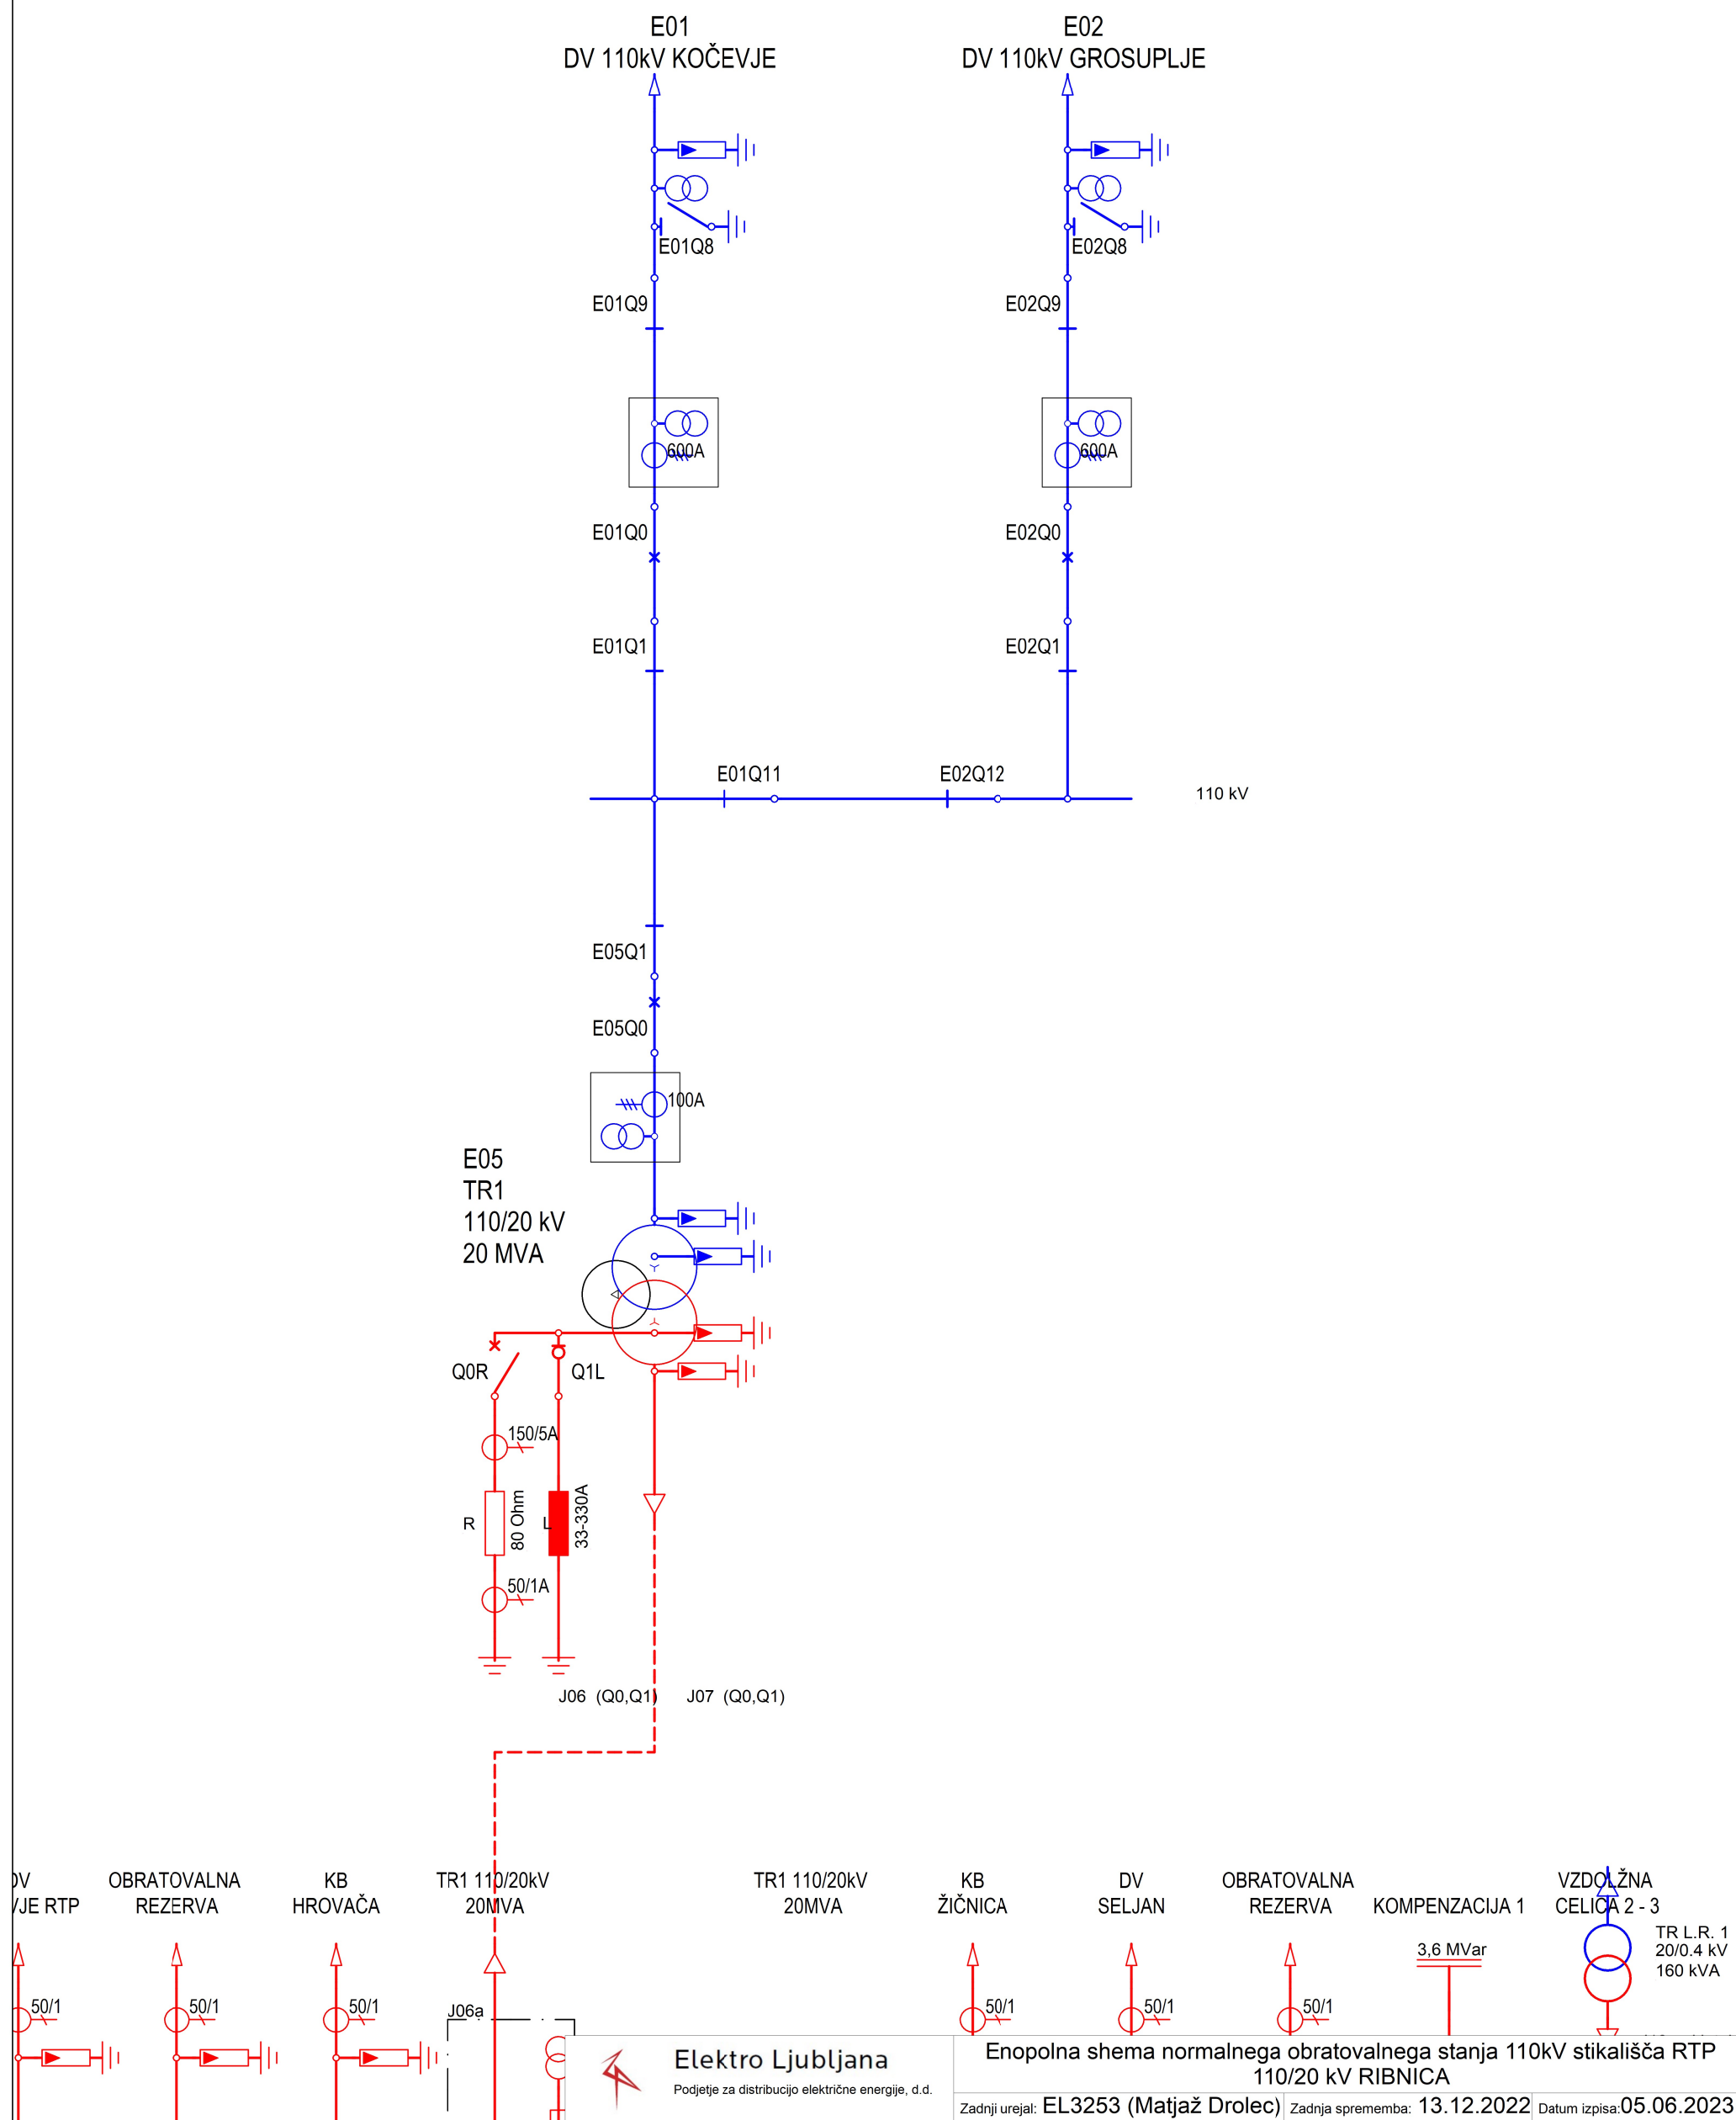 E01
DV 110kV KOČEVJE
E02
DV 110kV GROSUPLJE
E01Q8
E02Q8
E01Q9
E02Q9
600A
600A
E01Q0
E02Q0
E01Q1
E02Q1
E01Q11
E02Q12
110 kV
E05Q1
E05Q0
100A
E05
TR1
110/20 kV
20 MVA
Q0R
Q1L
150/5A
R
80 Ohm
L
33-330A
50/1A
J06 (Q0,Q1)
J07 (Q0,Q1)
VJE RTP
OBRATOVALNA
REZERVA
KB
HROVAČA
TR1 110/20kV
20MVA
TR1 110/20kV
20MVA
KB
ŽIČNICA
DV
SELJAN
OBRATOVALNA
REZERVA
KOMPENZACIJA 1
VZDOLŽNA
CELICA 2 - 3
3,6 MVar
TR L.R. 1
20/0.4 kV
160 kVA
50/1
50/1
50/1
J06a
50/1
50/1
50/1
Elektro Ljubljana
Podjetje za distribucijo električne energije, d.d.
Enopolna shema normalnega obratovalnega stanja 110kV stikališča RTP
110/20 kV RIBNICA
Zadnji urejal: EL3253 (Matjaž Drolec)
Zadnja sprememba: 13.12.2022
Datum izpisa: 05.06.2023